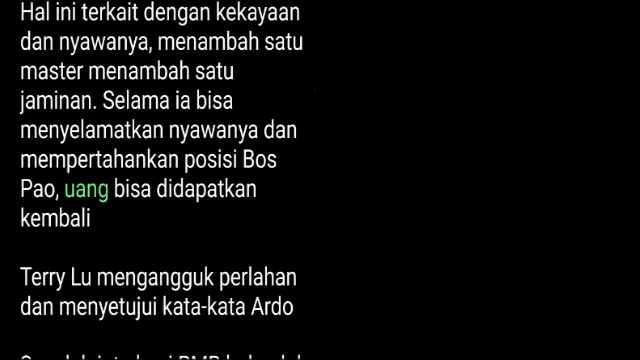 Hal ini terkait dengan kekayaan
dan nyawanya, menambah satu
master menambah satu
jaminan. Selama ia bisa
menyelamatkan nyawanya dan
mempertahankan posisi Bos
Pao, uang bisa didapatkan
kembali
Terry Lu mengangguk perlahan
dan menyetujui kata-kata Ardo